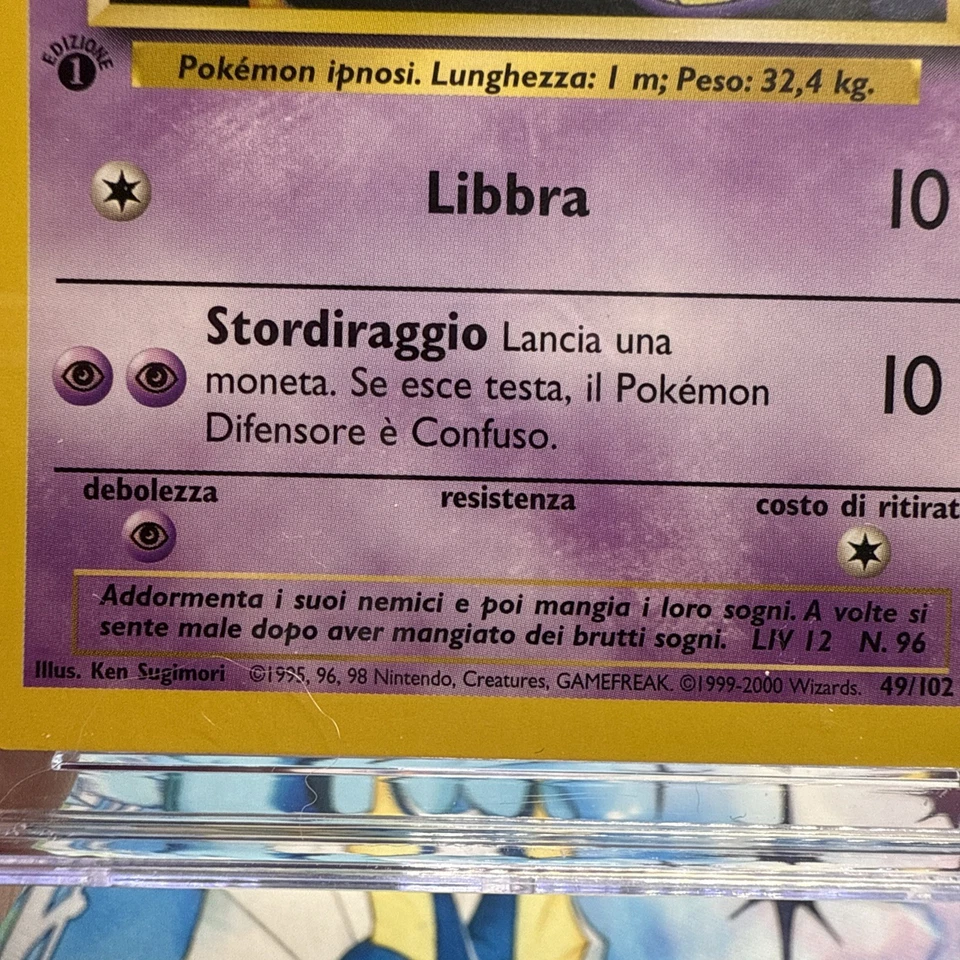 EDIZIONE
1
Pokémon ipnosi. Lunghezza: 1 m; Peso: 32,4 kg.
Libbra 10
Stordiraggio Lancia una
moneta. Se esce testa, il Pokémon 10
Difensore è Confuso.
debolezza resistenza costo di ritirat
Addormenta i suoi nemici e poi mangia i loro sogni. A volte si
sente male dopo aver mangiato dei brutti sogni. LIV 12 N. 96
Illus. Ken Sugimori ©1995, 96, 98 Nintendo, Creatures, GAMEFREAK. ©1999-2000 Wizards. 49/102